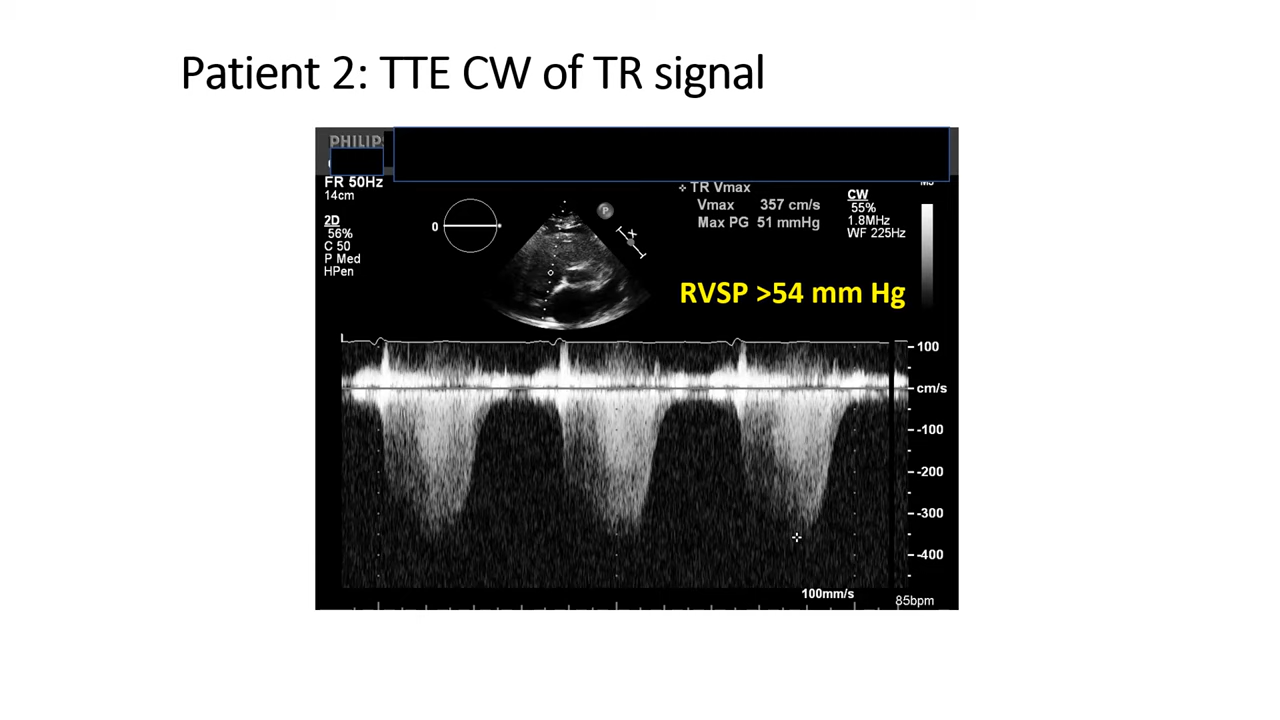 Patient 2: TTE CW of TR signal
PHILIPS
FR 50Hz
14cm
2D
56%
C 50
P Med
HPen
0
P
X
TR Vmax
Vmax 357 cm/s
Max PG 51 mmHg
CW
55%
1.8MHz
WF 225Hz
RVSP >54 mm Hg
100
cm/s
-100
-200
-300
-400
100mm/s
85bpm